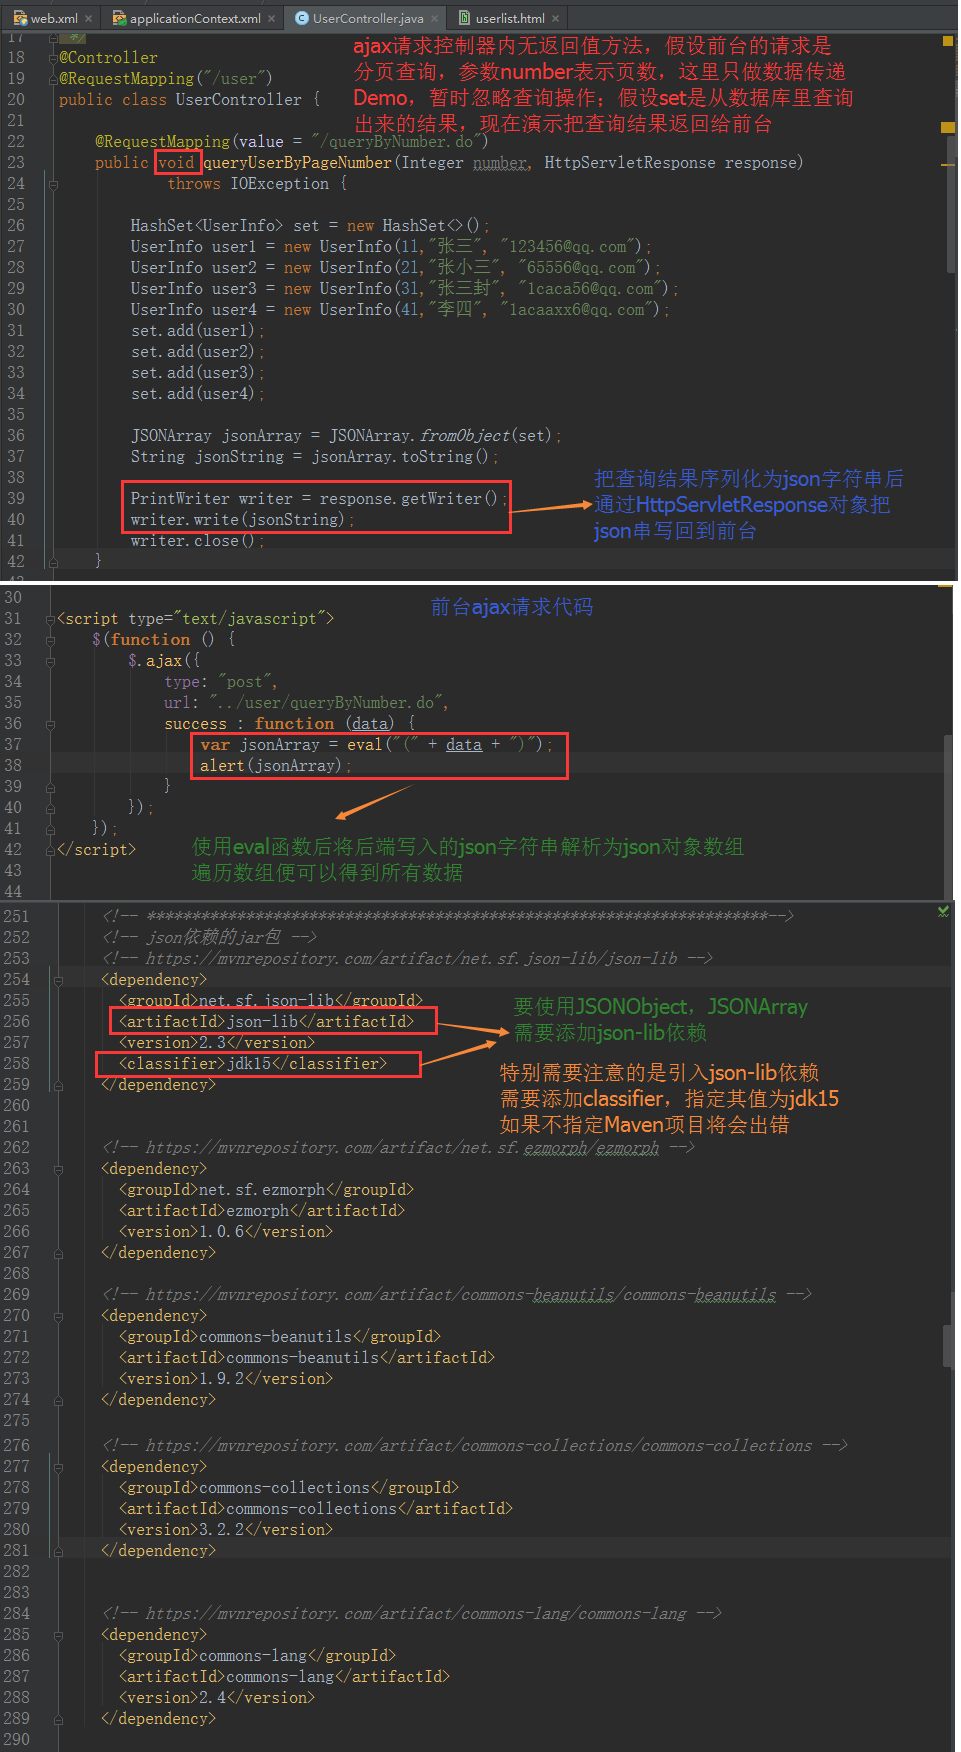 web.xml × applicationContext.xml × UserController.java × userlist.html ×
17 */
18 @Controller
19 @RequestMapping("/user")
20 public class UserController {
21
22 @RequestMapping(value = "/queryByNumber.do")
23 public void queryUserByPageNumber(Integer number, HttpServletResponse response)
24 throws IOException {
25
26 HashSet<UserInfo> set = new HashSet<>();
27 UserInfo user1 = new UserInfo(1l,"张三", "123456@qq.com");
28 UserInfo user2 = new UserInfo(2l,"张小三", "65556@qq.com");
29 UserInfo user3 = new UserInfo(3l,"张三封", "1caca56@qq.com");
30 UserInfo user4 = new UserInfo(4l,"李四", "1acaaxx6@qq.com");
31 set.add(user1);
32 set.add(user2);
33 set.add(user3);
34 set.add(user4);
35
36 JSONArray jsonArray = JSONArray.fromObject(set);
37 String jsonString = jsonArray.toString();
38
39 PrintWriter writer = response.getWriter();
40 writer.write(jsonString);
41 writer.close();
42 }
ajax请求控制器内无返回值方法，假设前台的请求是
分页查询，参数number表示页数，这里只做数据传递
Demo，暂时忽略查询操作；假设set是从数据库里查询
出来的结果，现在演示把查询结果返回给前台
把查询结果序列化为json字符串后
通过HttpServletResponse对象把
json串写回到前台
30
31 <script type="text/javascript">
32 $(function () {
33 $.ajax({
34 type: "post",
35 url: "../user/queryByNumber.do",
36 success : function (data) {
37 var jsonArray = eval("(" + data + ")");
38 alert(jsonArray);
39 }
40 });
41 });
42 </script>
43
44
前台ajax请求代码
使用eval函数后将后端写入的json字符串解析为json对象数组
遍历数组便可以得到所有数据
251 <!-- *********************************************************************-->
252 <!-- json依赖的jar包 -->
253 <!-- https://mvnrepository.com/artifact/net.sf.json-lib/json-lib -->
254 <dependency>
255 <groupId>net.sf.json-lib</groupId>
256 <artifactId>json-lib</artifactId>
257 <version>2.3</version>
258 <classifier>jdk15</classifier>
259 </dependency>
260
261
262 <!-- https://mvnrepository.com/artifact/net.sf.ezmorph/ezmorph -->
263 <dependency>
264 <groupId>net.sf.ezmorph</groupId>
265 <artifactId>ezmorph</artifactId>
266 <version>1.0.6</version>
267 </dependency>
268
269 <!-- https://mvnrepository.com/artifact/commons-beanutils/commons-beanutils -->
270 <dependency>
271 <groupId>commons-beanutils</groupId>
272 <artifactId>commons-beanutils</artifactId>
273 <version>1.9.2</version>
274 </dependency>
275
276 <!-- https://mvnrepository.com/artifact/commons-collections/commons-collections -->
277 <dependency>
278 <groupId>commons-collections</groupId>
279 <artifactId>commons-collections</artifactId>
280 <version>3.2.2</version>
281 </dependency>
282
283
284 <!-- https://mvnrepository.com/artifact/commons-lang/commons-lang -->
285 <dependency>
286 <groupId>commons-lang</groupId>
287 <artifactId>commons-lang</artifactId>
288 <version>2.4</version>
289 </dependency>
290
要使用JSONObject，JSONArray
需要添加json-lib依赖
特别需要注意的是引入json-lib依赖
需要添加classifier，指定其值为jdk15
如果不指定Maven项目将会出错